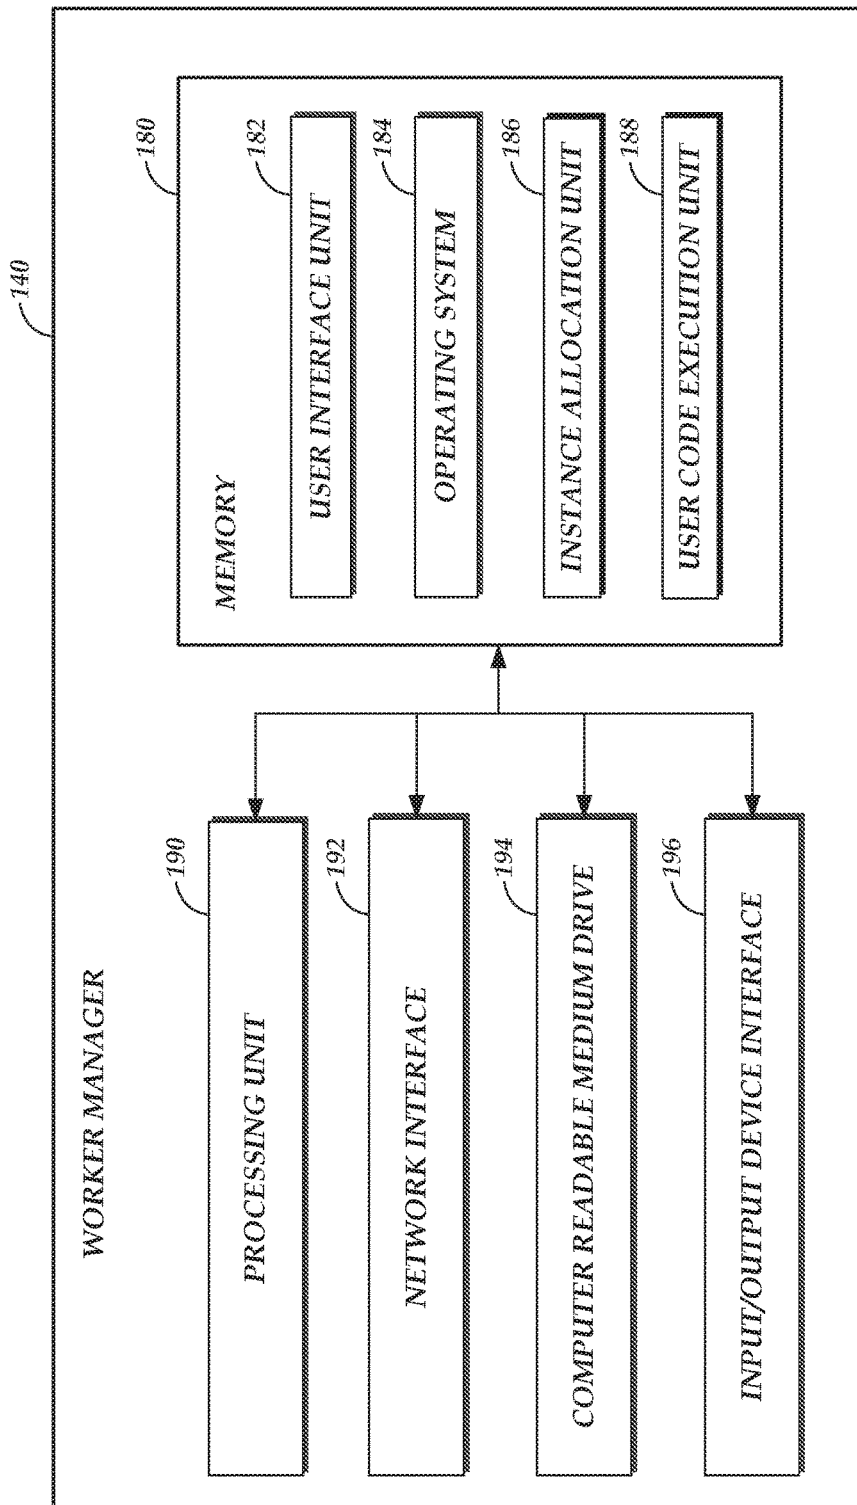 140
WORKER MANAGER
190
PROCESSING UNIT
192
NETWORK INTERFACE
194
COMPUTER READABLE MEDIUM DRIVE
196
INPUT/OUTPUT DEVICE INTERFACE
180
MEMORY
182
USER INTERFACE UNIT
184
OPERATING SYSTEM
186
INSTANCE ALLOCATION UNIT
188
USER CODE EXECUTION UNIT